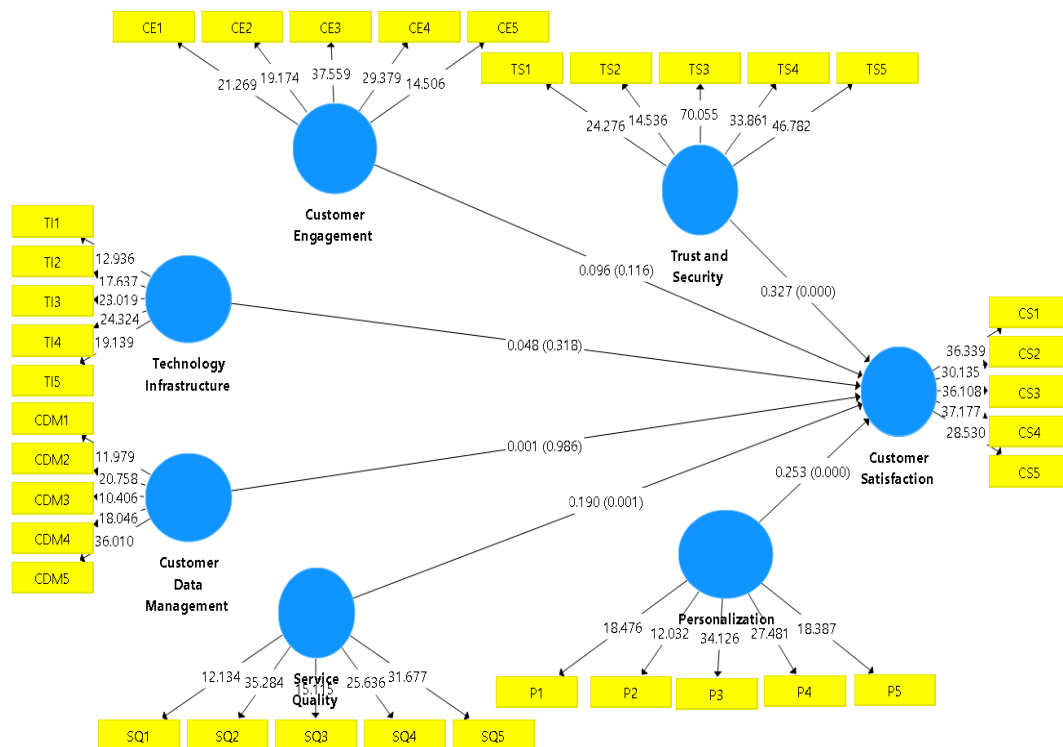 CE1 CE2 CE3 CE4 CE5
21.269 19.174 37.559 29.379 14.506
Customer
Engagement
TS1 TS2 TS3 TS4 TS5
24.276 14.536 70.055 33.861 46.782
Trust and
Security
0.096 (0.116)
0.327 (0.000)
TI1
TI2
TI3
TI4
TI5
12.936
17.637
23.019
24.324
19.139
Technology
Infrastructure
0.048 (0.318)
CS1
CS2
CS3
CS4
CS5
36.339
30.135
36.108
37.177
28.530
Customer
Satisfaction
CDM1
CDM2
CDM3
CDM4
CDM5
11.979
20.758
10.406
18.046
36.010
Customer
Data
Management
0.001 (0.986)
0.190 (0.001)
0.253 (0.000)
Service
Quality
12.134 35.284 15.115 25.636 31.677
SQ1 SQ2 SQ3 SQ4 SQ5
Personalization
18.476 12.032 34.126 27.481 18.387
P1 P2 P3 P4 P5